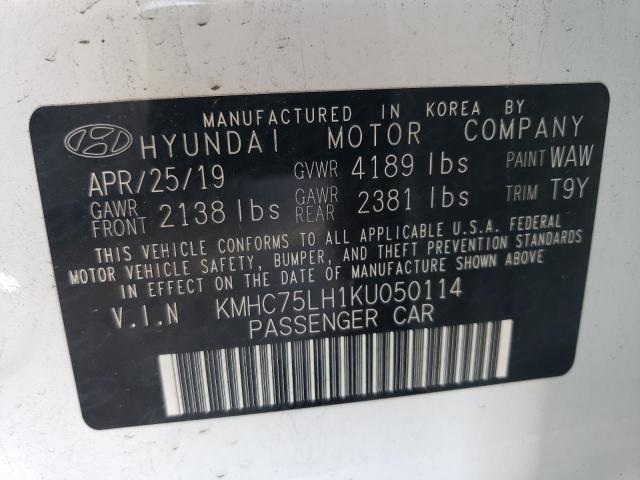 MANUFACTURED IN KOREA BY
HYUNDAI MOTOR COMPANY
APR/25/19 GVWR 4189 lbs PAINT WAW
GAWR FRONT 2138 lbs GAWR REAR 2381 lbs TRIM T9Y
THIS VEHICLE CONFORMS TO ALL APPLICABLE U.S.A. FEDERAL
MOTOR VEHICLE SAFETY, BUMPER, AND THEFT PREVENTION STANDARDS
IN EFFECT ON THE DATE OF MANUFACTURE SHOWN ABOVE.
V.I.N KMHC75LH1KU050114
PASSENGER CAR